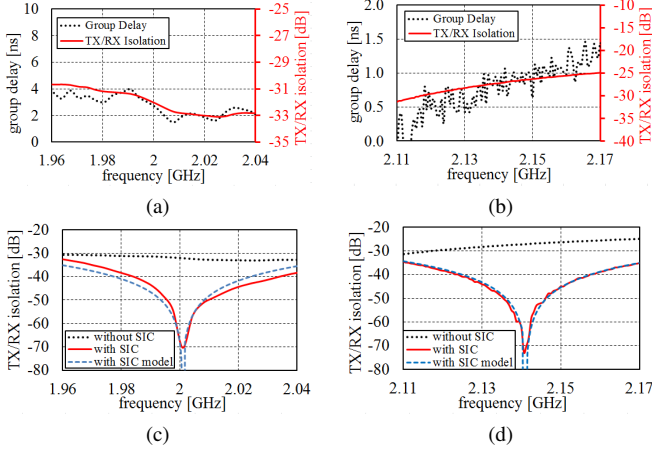 10
8
6
4
2
0
group delay [ns]
Group Delay
TX/RX Isolation
-25
-27
-29
-31
-33
-35
TX/RX isolation [dB]
1.96 1.98 2 2.02 2.04
frequency [GHz]
(a)
2.0
1.5
1.0
0.5
0.0
group delay [ns]
Group Delay
TX/RX Isolation
-10
-15
-20
-25
-30
-35
-40
TX/RX isolation [dB]
2.11 2.13 2.15 2.17
frequency [GHz]
(b)
-20
-30
-40
-50
-60
-70
-80
TX/RX isolation [dB]
without SIC
with SIC
with SIC model
1.96 1.98 2 2.02 2.04
frequency [GHz]
(c)
-20
-30
-40
-50
-60
-70
-80
TX/RX isolation [dB]
without SIC
with SIC
with SIC model
2.11 2.13 2.15 2.17
frequency [GHz]
(d)